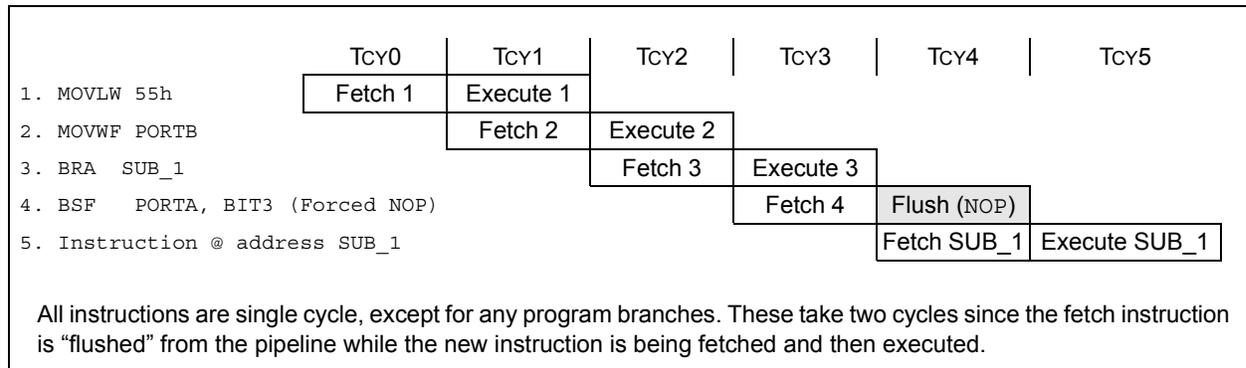 TCY0 TCY1 TCY2 TCY3 TCY4 TCY5
1. MOVLW 55h Fetch 1 Execute 1
2. MOVWF PORTB Fetch 2 Execute 2
3. BRA SUB_1 Fetch 3 Execute 3
4. BSF PORTA, BIT3 (Forced NOP) Fetch 4 Flush (NOP)
5. Instruction @ address SUB_1 Fetch SUB_1 Execute SUB_1
All instructions are single cycle, except for any program branches. These take two cycles since the fetch instruction
is “flushed” from the pipeline while the new instruction is being fetched and then executed.